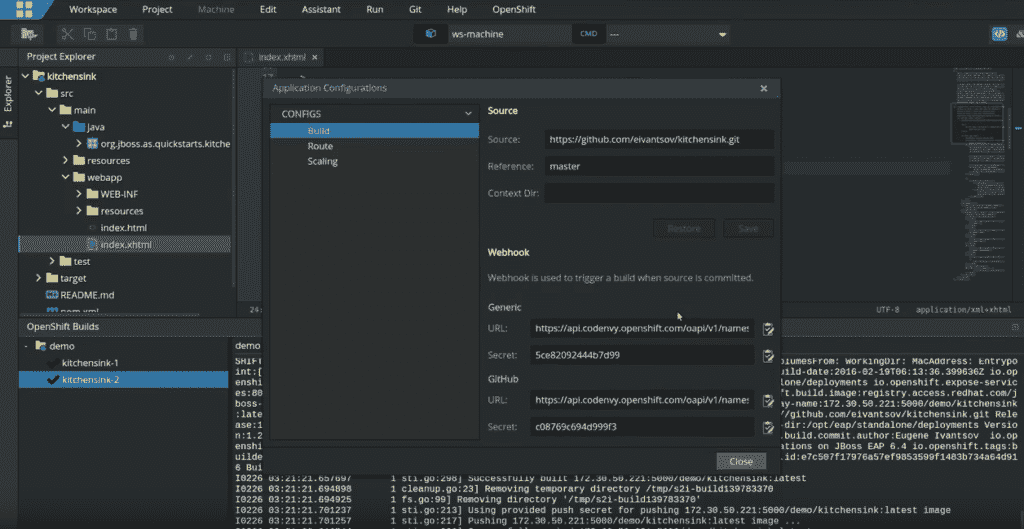 Workspace Project Machine Edit Assistant Run Git Help OpenShift
ws-machine CMD ---
Project Explorer
index.xhtml ×
Explorer
kitchensink
src
main
java
org.jboss.as.quickstarts.kitche
resources
webapp
WEB-INF
resources
index.html
index.xhtml
test
target
README.md
pom.xml
17
24:
UTF-8 application/xml+xhtml
Application Configurations
CONFIGS
Build
Route
Scaling
Source
Source: https://github.com/eivantsov/kitchensink.git
Reference: master
Context Dir:
Restore Save
Webhook
Webhook is used to trigger a build when source is committed.
Generic
URL: https://api.codenvy.openshift.com/oapi/v1/name
Secret: 5ce82092444b7d99
GitHub
URL: https://api.codenvy.openshift.com/oapi/v1/name
Secret: c08769c694d999f3
Close
OpenShift Builds
- demo
kitchensink-1
kitchensink-2
demo
SHIF
olumesFrom: WorkingDir: MacAddress: Entrypo
int:[
uild-date:2016-02-19T06:13:36.399636Z io.op
enshi
lone/deployments io.openshift.expose-servic
es:80
ft.build.image:registry.access.redhat.com/j
boss-
ay-name:172.30.50.221:5000/demo/kitchensink
:late
//github.com/eivantsov/kitchensink.git Rele
ase:1
-dir:/opt/eap/standalone/deployments Versio
n:1.2
.build.commit.author:Eugene Ivantsov io.op
enshi
ations on JBoss EAP 6.4 io.openshift.tags:b
uilde
.id:e7c507f17976a57ef9853599f1483b734a64d91
6 Bui
I0226 03:21:21.657697 1 sti.go:298] Successfully built 172.30.50.221:5000/demo/kitchensink:latest
I0226 03:21:21.694898 1 cleanup.go:23] Removing temporary directory /tmp/s2i-build139783370
I0226 03:21:21.694925 1 fs.go:99] Removing directory '/tmp/s2i-build139783370'
I0226 03:21:21.701237 1 sti.go:213] Using provided push secret for pushing 172.30.50.221:5000/demo/kitchensink:latest image
I0226 03:21:21.701257 1 sti.go:217] Pushing 172.30.50.221:5000/demo/kitchensink:latest image ...